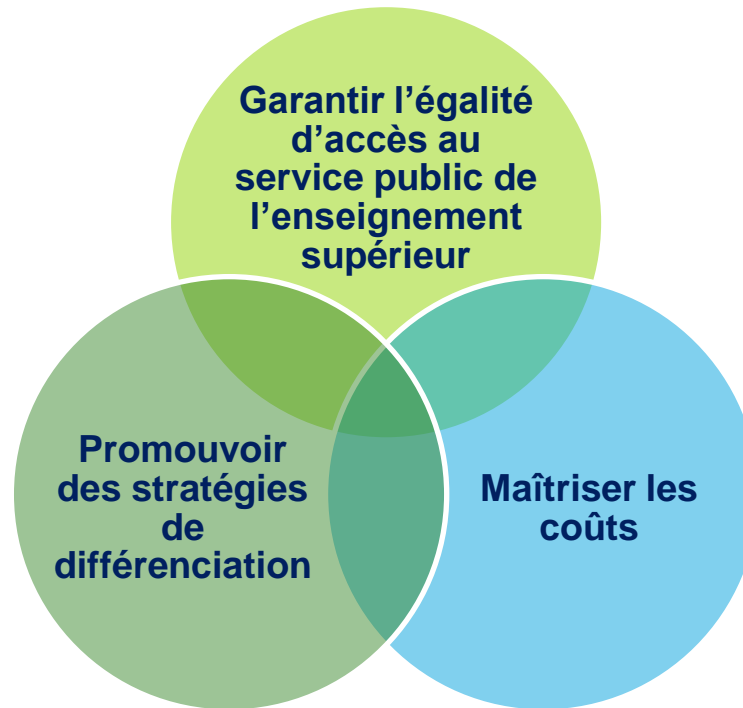 Garantir l’égalité
d’accès au
service public de
l’enseignement
supérieur
Promouvoir
des stratégies
de
différenciation
Maîtriser les
coûts